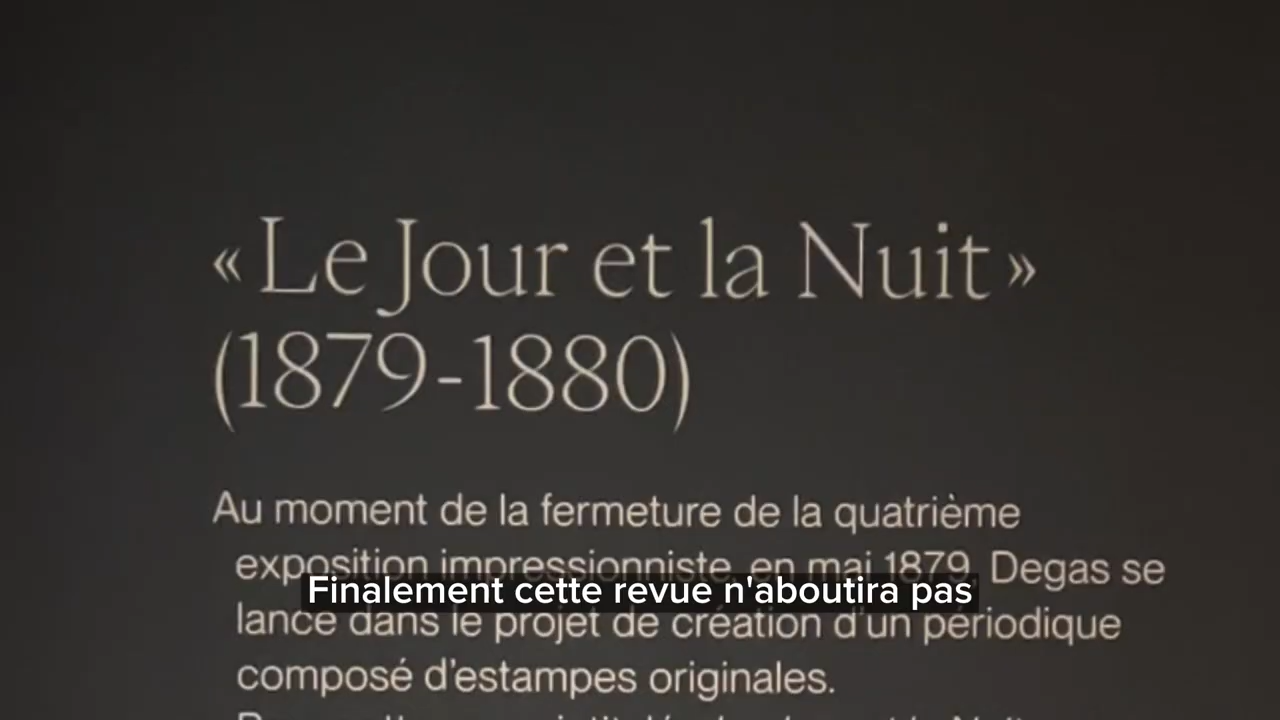 « Le Jour et la Nuit »
(1879-1880)
Au moment de la fermeture de la quatrième
exposition impressionniste, en mai 1879, Degas se
Finalement cette revue n'aboutira pas
lance dans le projet de création d'un périodique
composé d'estampes originales.